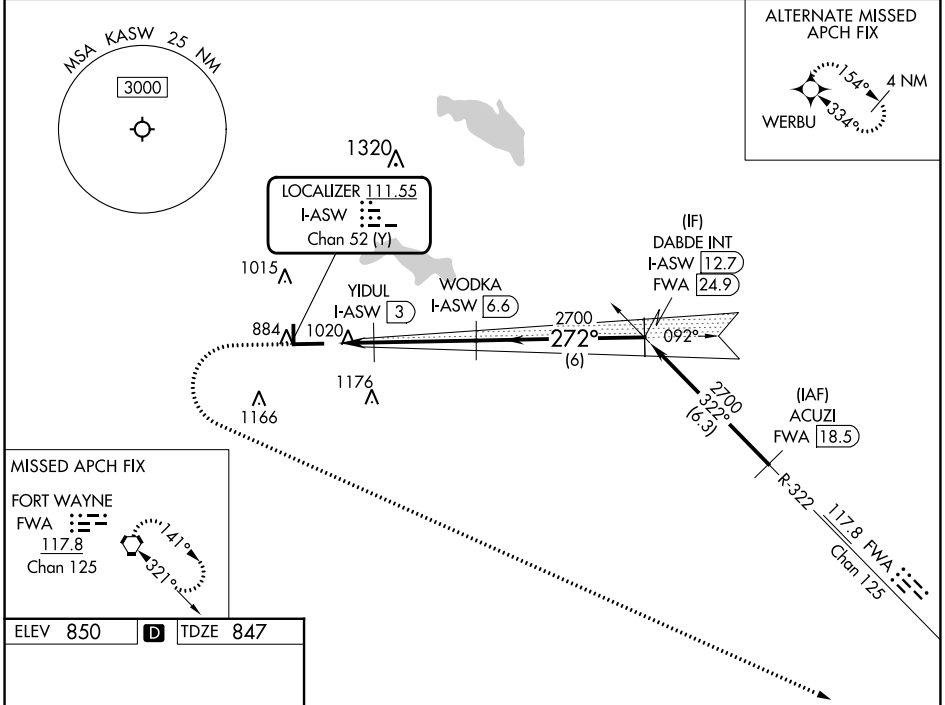 MSA KASW 25 NM
3000
ALTERNATE MISSED
APCH FIX
154°
4 NM
334°
WERBU
1320
LOCALIZER 111.55
I-ASW
Chan 52 (Y)
(IF)
DABDE INT
I-ASW 12.7
FWA 24.9
1015
YIDUL
I-ASW 3
WODKA
I-ASW 6.6
884
1020
2700
272°
(6)
092°
1176
1166
2700
322°
(6.3)
(IAF)
ACUZI
FWA 18.5
R-322
117.8 FWA
Chan 125
MISSED APCH FIX
FORT WAYNE
FWA
117.8
Chan 125
141°
321°
ELEV 850
D
TDZE 847